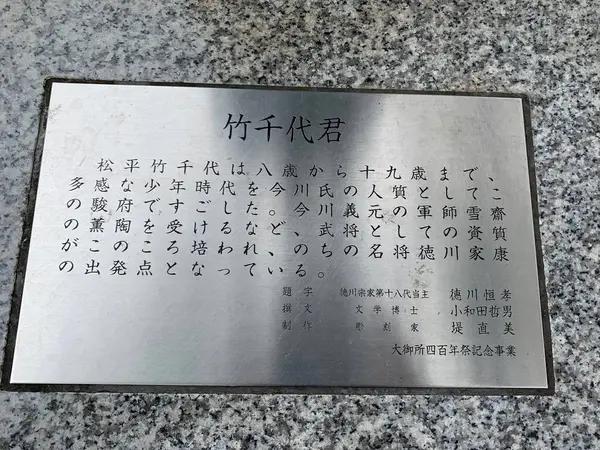 竹千代君
松平竹千代は八歳から十九歳まで、
多感な少年時代を今川氏の人質としてこ
の駿府ですごした。今川義元の軍師雪斎
の薫陶を受けるなど、武将としての資質
がこのころ培われ、のちの名将徳川家康
の出発点となっている。
題字 徳川宗家第十八代当主 徳川恒孝
撰文 文学博士 小和田哲男
制作 彫刻家 堤直美
大御所四百年祭記念事業